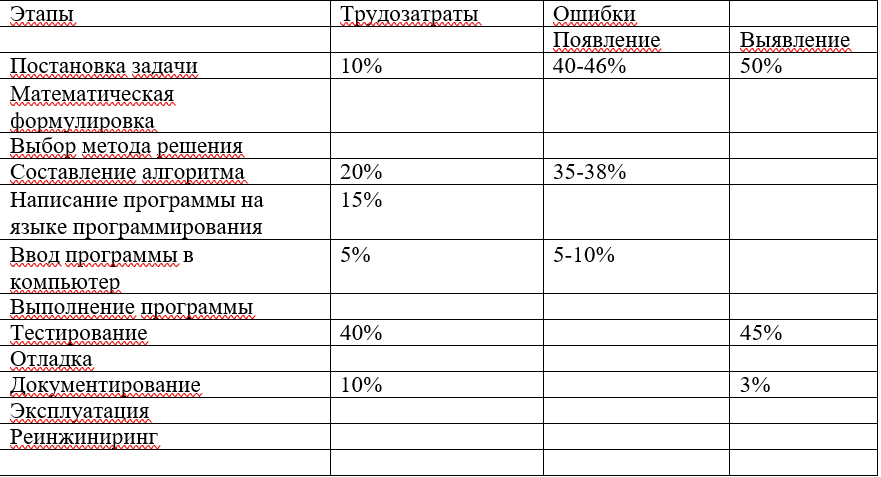 Этапы Трудозатраты Ошибки
Появление Выявление
Постановка задачи 10% 40-46% 50%
Математическая
формулировка
Выбор метода решения
Составление алгоритма 20% 35-38%
Написание программы на 15%
языке программирования
Ввод программы в 5% 5-10%
компьютер
Выполнение программы
Тестирование 40% 45%
Отладка
Документирование 10% 3%
Эксплуатация
Реинжиниринг